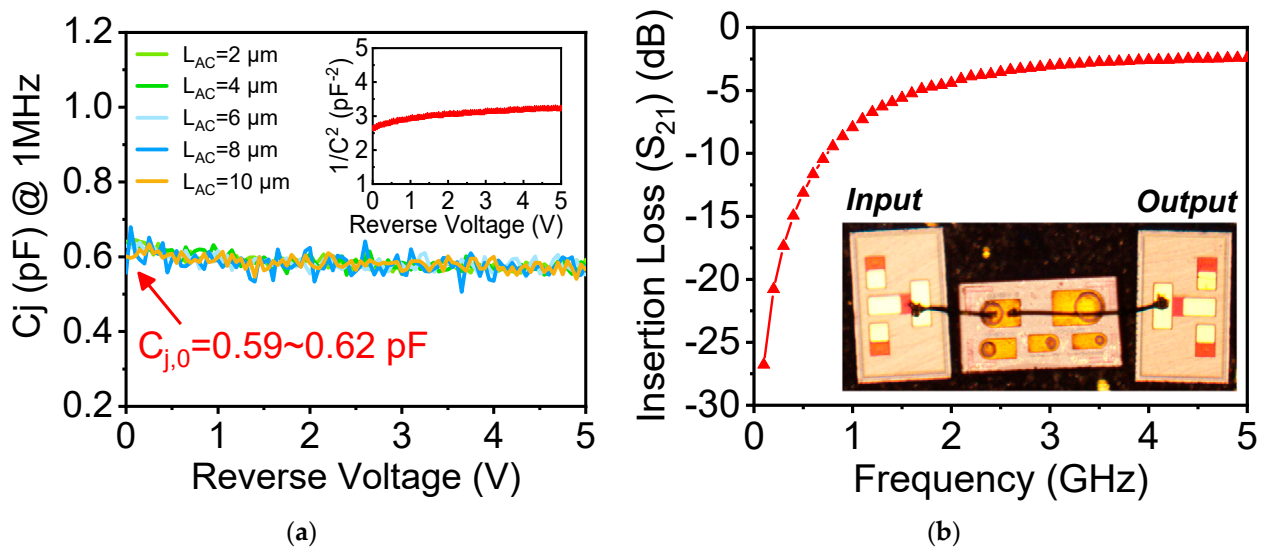 1.2
1.0
0.8
0.6
0.4
0.2
Cj (pF) @ 1MHz
L_AC=2 µm
L_AC=4 µm
L_AC=6 µm
L_AC=8 µm
L_AC=10 µm
5
4
3
2
1
1/C² (pF⁻²)
0 1 2 3 4 5
Reverse Voltage (V)
C_j,0=0.59~0.62 pF
0 1 2 3 4 5
Reverse Voltage (V)
(a)
0
-5
-10
-15
-20
-25
-30
Insertion Loss (S₂₁) (dB)
Input Output
0 1 2 3 4 5
Frequency (GHz)
(b)